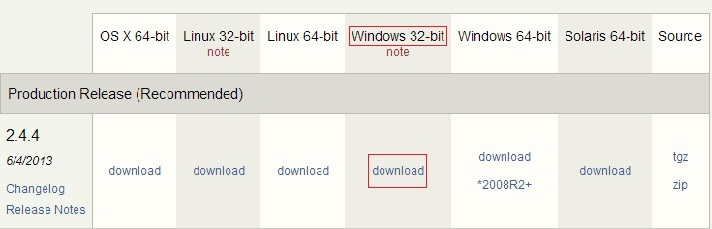 OS X 64-bit Linux 32-bit Linux 64-bit Windows 32-bit Windows 64-bit Solaris 64-bit Source
note note
Production Release (Recommended)
2.4.4
6/4/2013
Changelog
Release Notes
download download download download download *2008R2+ download tgz zip